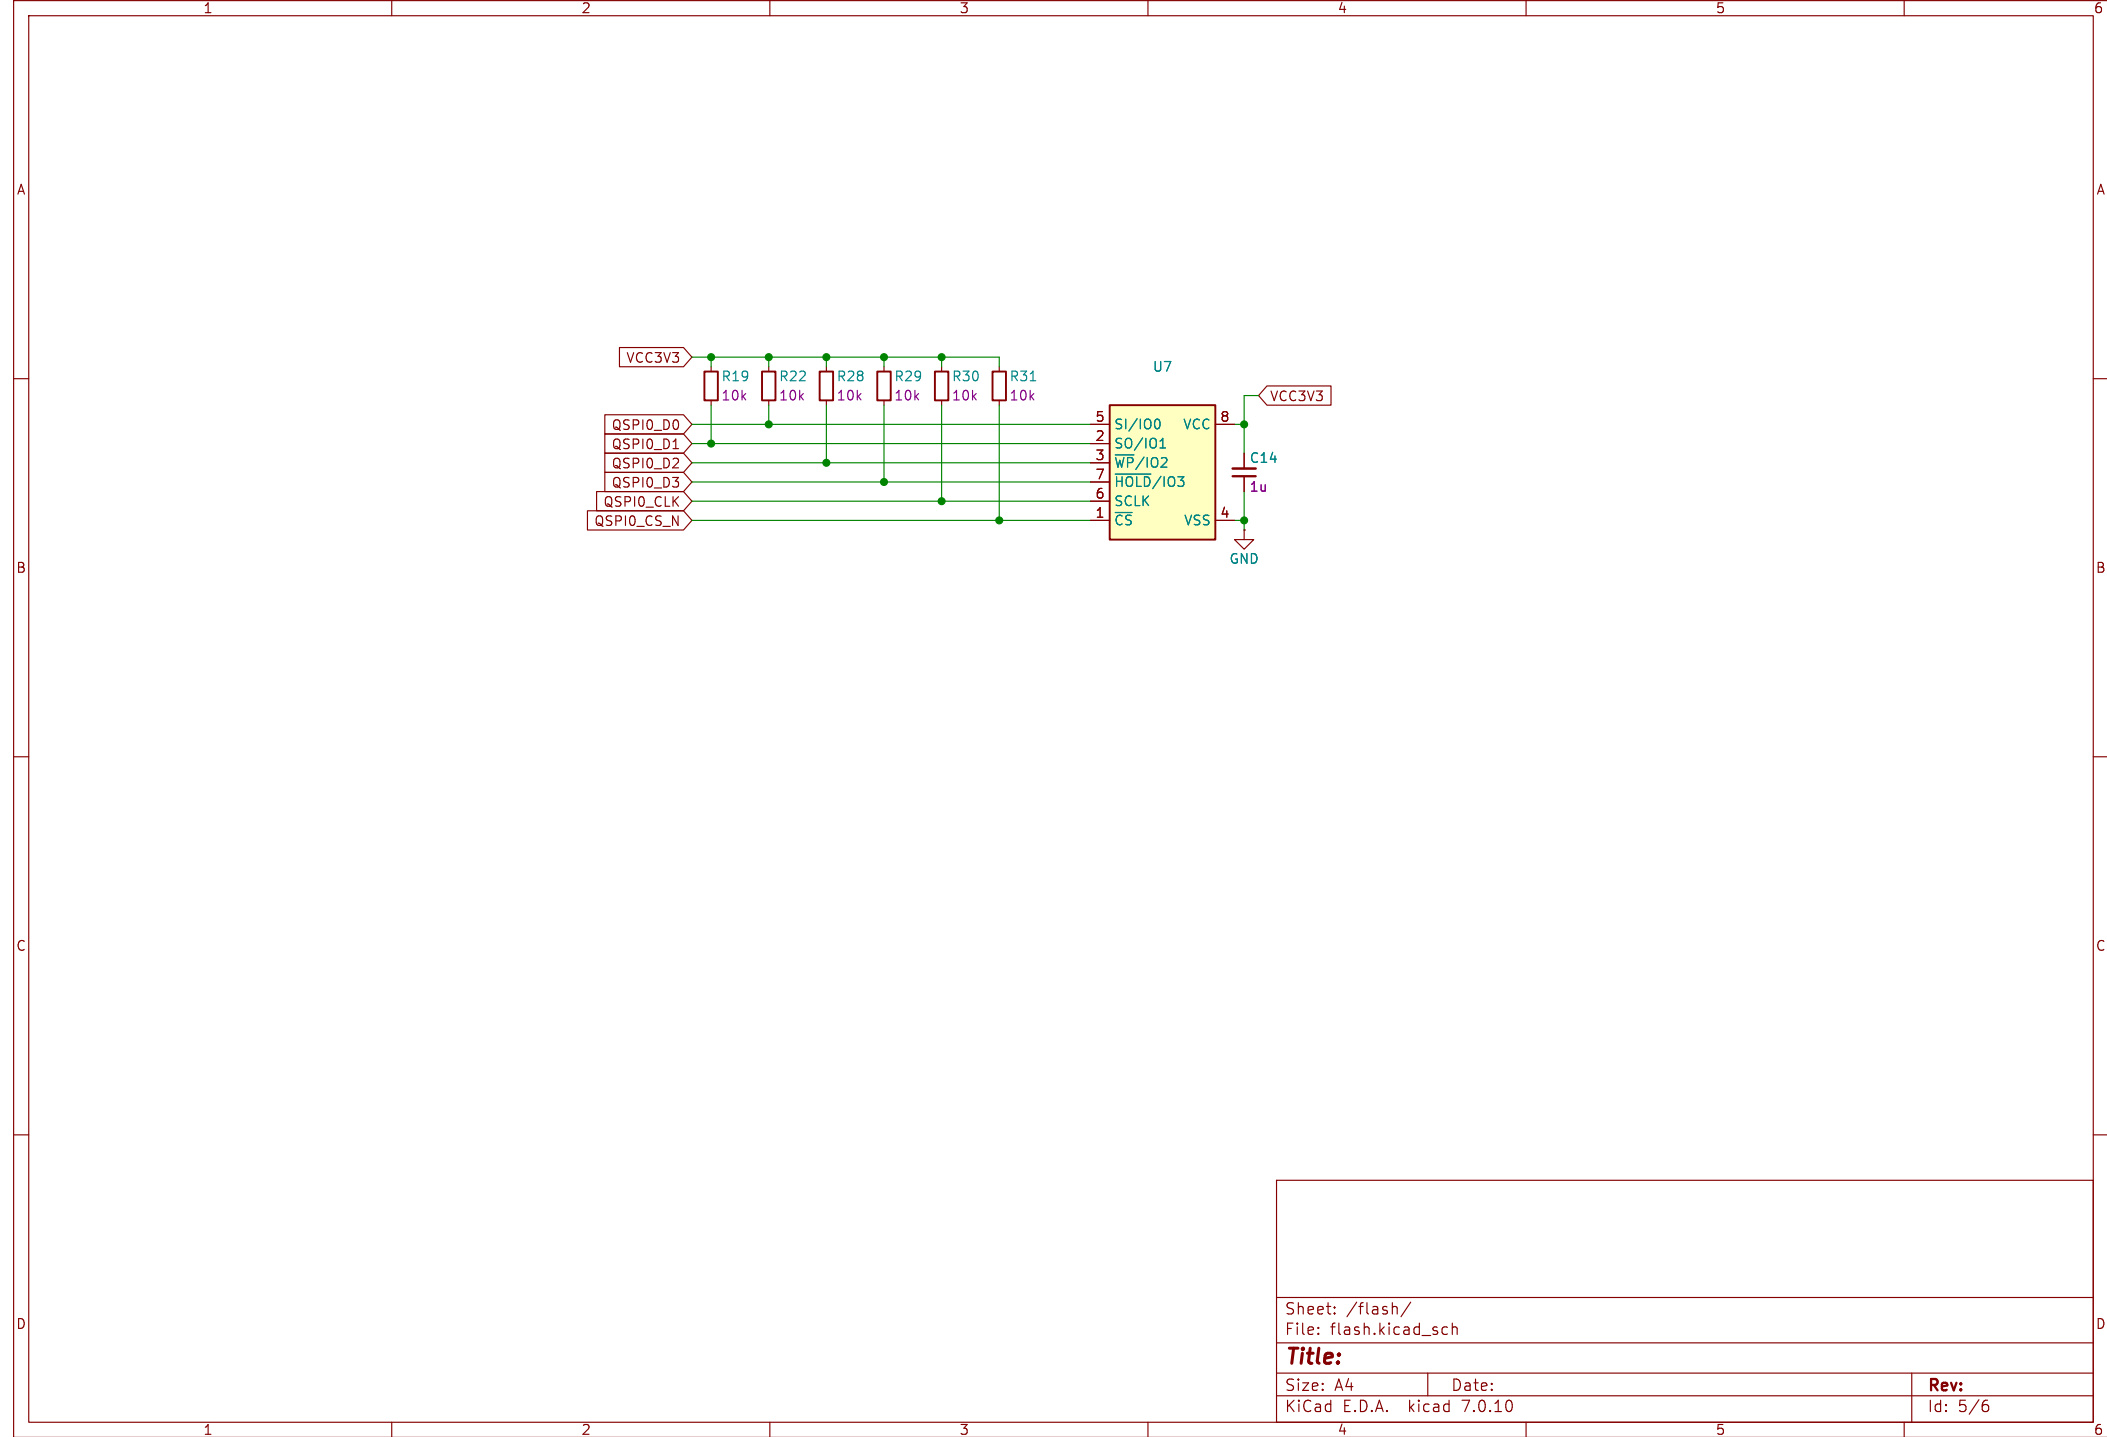 1 2 3 4 5 6
A A
VCC3V3
U7
R19 R22 R28 R29 R30 R31
10k 10k 10k 10k 10k 10k
VCC3V3
QSPI0_D0 5 SI/IO0 VCC 8
QSPI0_D1 2 SO/IO1
QSPI0_D2 3 WP/IO2 C14
QSPI0_D3 7 HOLD/IO3 1u
QSPI0_CLK 6 SCLK
QSPI0_CS_N 1 CS VSS 4
GND
B B
C C
Sheet: /flash/
D D
File: flash.kicad_sch
Title:
Size: A4 Date: Rev:
KiCad E.D.A. kicad 7.0.10 Id: 5/6
1 2 3 4 5 6